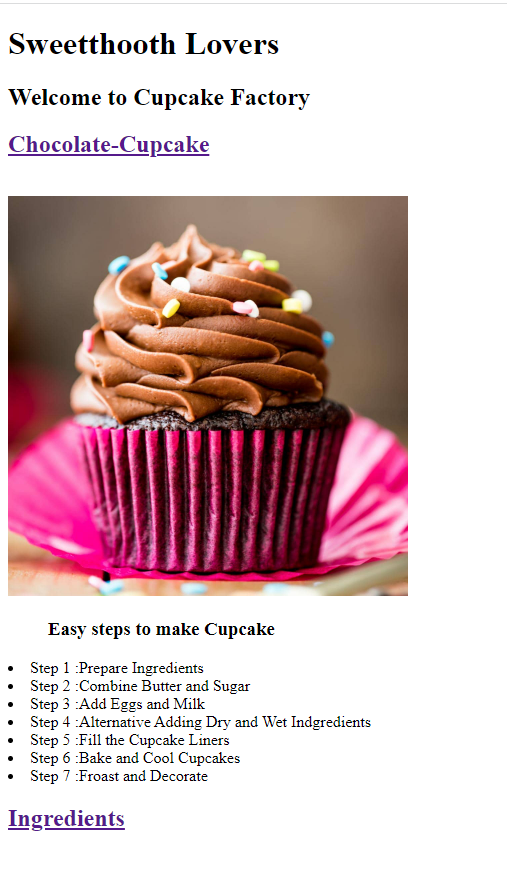 Sweetthooth Lovers
Welcome to Cupcake Factory
Chocolate-Cupcake
Easy steps to make Cupcake
Step 1 :Prepare Ingredients
Step 2 :Combine Butter and Sugar
Step 3 :Add Eggs and Milk
Step 4 :Alternative Adding Dry and Wet Indgredients
Step 5 :Fill the Cupcake Liners
Step 6 :Bake and Cool Cupcakes
Step 7 :Froast and Decorate
Ingredients